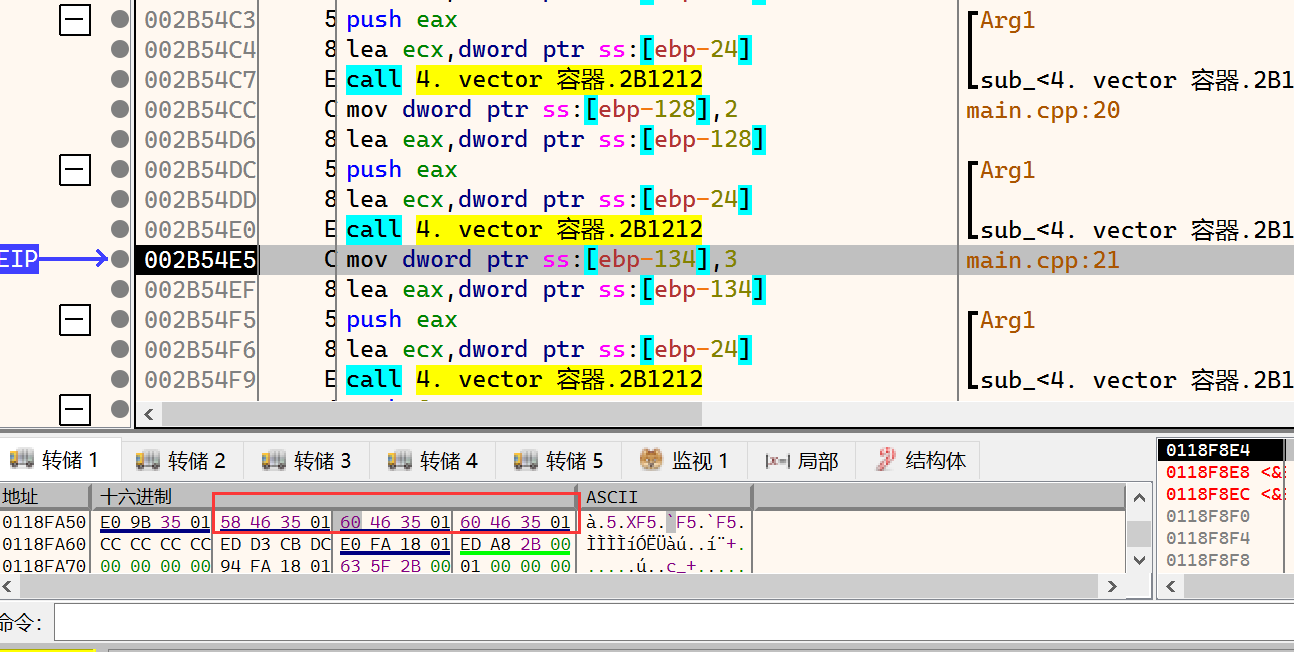 002B54C3 5 push eax Arg1
002B54C4 8 lea ecx,dword ptr ss:[ebp-24]
002B54C7 E call 4. vector 容器.2B1212 sub_<4. vector 容器.2B1
002B54CC C mov dword ptr ss:[ebp-128],2 main.cpp:20
002B54D6 8 lea eax,dword ptr ss:[ebp-128]
002B54DC 5 push eax Arg1
002B54DD 8 lea ecx,dword ptr ss:[ebp-24]
002B54E0 E call 4. vector 容器.2B1212 sub_<4. vector 容器.2B1
EIP 002B54E5 C mov dword ptr ss:[ebp-134],3 main.cpp:21
002B54EF 8 lea eax,dword ptr ss:[ebp-134]
002B54F5 5 push eax Arg1
002B54F6 8 lea ecx,dword ptr ss:[ebp-24]
002B54F9 E call 4. vector 容器.2B1212 sub_<4. vector 容器.2B1
转储 1 转储 2 转储 3 转储 4 转储 5 监视 1 |x=| 局部 结构体
地址 十六进制 ASCII
0118FA50 E0 9B 35 01 58 46 35 01 60 46 35 01 60 46 35 01 à.5.XF5.`F5.`F5.
0118FA60 CC CC CC CC ED D3 CB DC E0 FA 18 01 ED A8 2B 00 ÌÌÌÌíÓËÜàú..í¨+.
0118FA70 00 00 00 00 94 FA 18 01 63 5F 2B 00 01 00 00 00 .....ú..c_+.....
0118F8E4
0118F8E8 <&
0118F8EC <&
0118F8F0
0118F8F4
0118F8F8
命令: